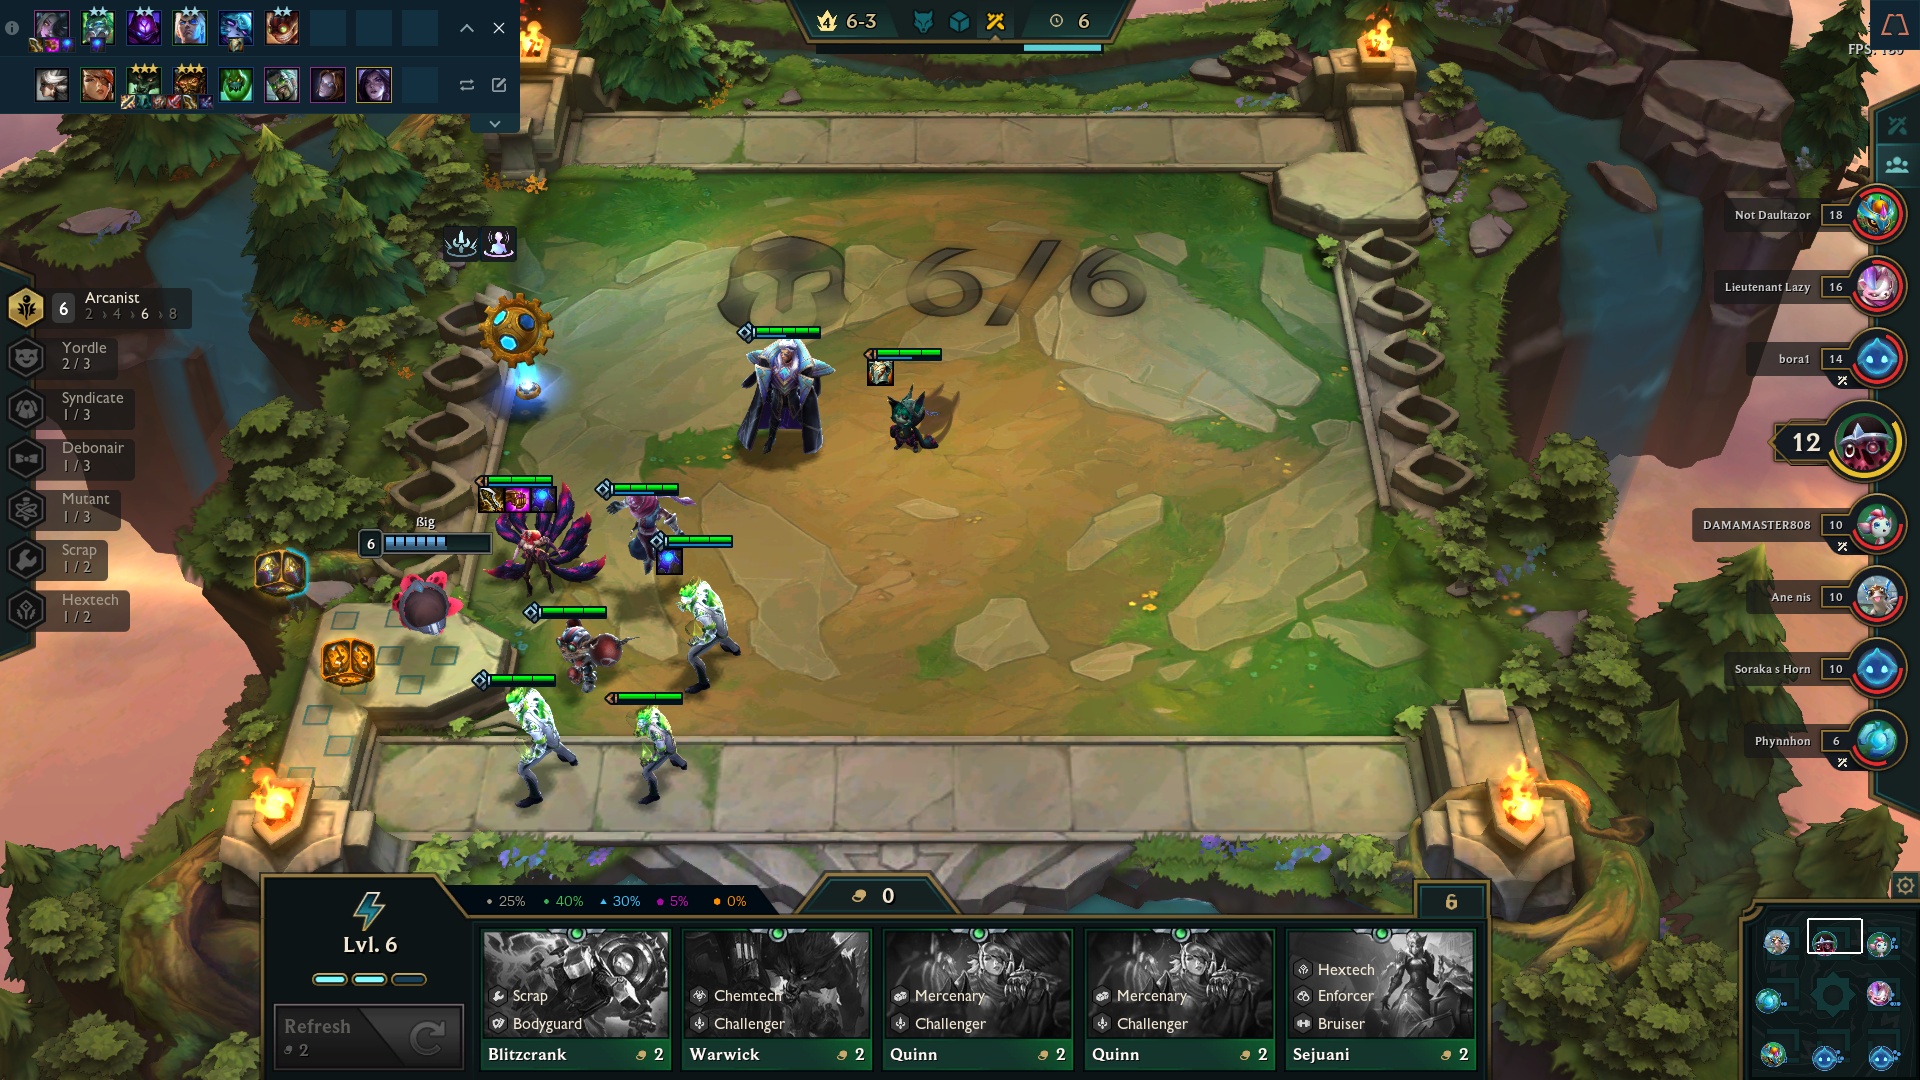 4 6-3 6
FPS:
6/6
Not Daultazor 18
Lieutenant Lazy 16
bora1 14
12
DAMAMASTER808 10
Ane nis 10
Soraka s Horn 10
Phynnhon 6
6 Arcanist
2 › 4 › 6 › 8
Yordle
2 / 3
Syndicate
1 / 3
Debonair
1 / 3
Mutant
1 / 3
Scrap
1 / 2
Hextech
1 / 2
ßig
6
25% 40% 30% 5% 0%
0
6
Lvl. 6
Refresh
2
Scrap
Bodyguard
Blitzcrank 2
Chemtech
Challenger
Warwick 2
Mercenary
Challenger
Quinn 2
Mercenary
Challenger
Quinn 2
Hextech
Enforcer
Bruiser
Sejuani 2